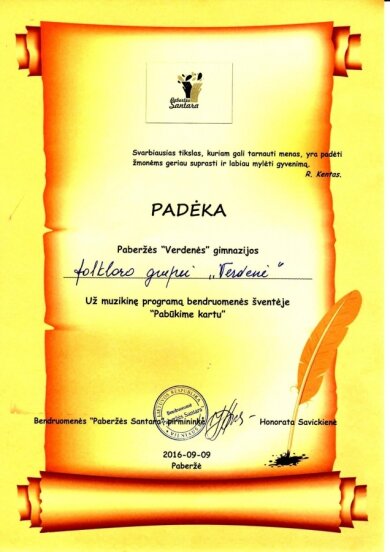 Paberžės
Santara
Svarbiausias tikslas, kuriam gali tarnauti menas, yra padėti
žmonėms geriau suprasti ir labiau mylėti gyvenimą.
R. Kentas.
PADĖKA
Paberžės "Verdenės" gimnazijos
folkloro grupei „Verdenė"
Už muzikinę programą bendruomenės šventėje
"Pabūkime kartu"
Bendruomenės "Paberžės Santara" pirmininkė
Honorata Savickienė
2016-09-09
Paberžė